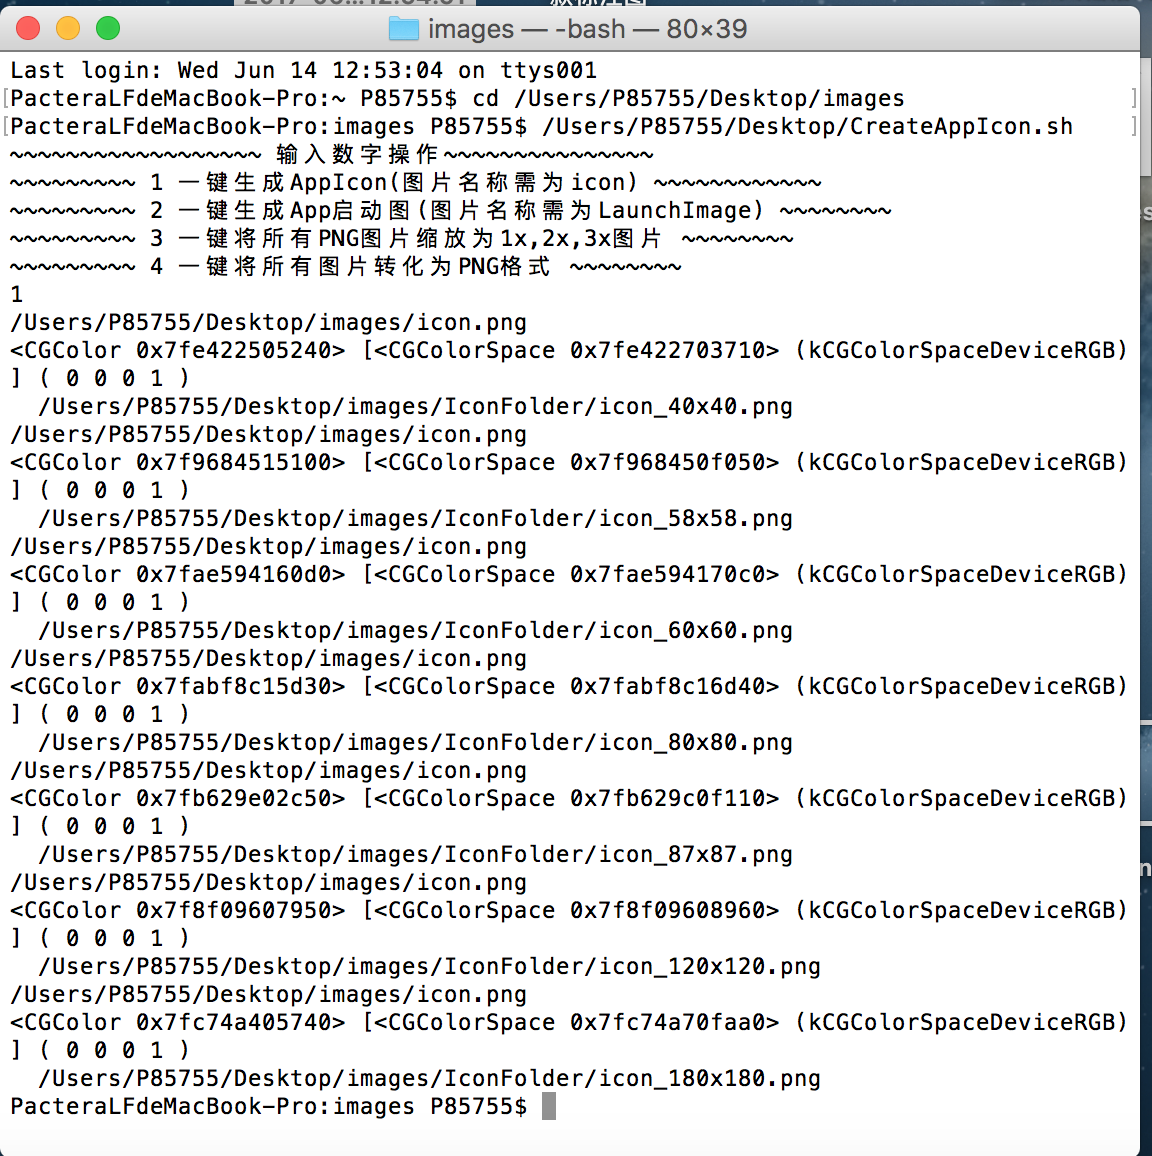 images — -bash — 80×39
Last login: Wed Jun 14 12:53:04 on ttys001
[PacteraLFdeMacBook-Pro:~ P85755$ cd /Users/P85755/Desktop/images ]
[PacteraLFdeMacBook-Pro:images P85755$ /Users/P85755/Desktop/CreateAppIcon.sh ]
~~~~~~~~~~~~~~~~~~ 输入数字操作~~~~~~~~~~~~~~~
~~~~~~~~~ 1 一键生成AppIcon(图片名称需为icon) ~~~~~~~~~~~~
~~~~~~~~~ 2 一键生成App启动图(图片名称需为LaunchImage) ~~~~~~~~
~~~~~~~~~ 3 一键将所有PNG图片缩放为1x,2x,3x图片 ~~~~~~~~
~~~~~~~~~ 4 一键将所有图片转化为PNG格式 ~~~~~~~~
1
/Users/P85755/Desktop/images/icon.png
<CGColor 0x7fe422505240> [<CGColorSpace 0x7fe422703710> (kCGColorSpaceDeviceRGB)
] ( 0 0 0 1 )
/Users/P85755/Desktop/images/IconFolder/icon_40x40.png
/Users/P85755/Desktop/images/icon.png
<CGColor 0x7f9684515100> [<CGColorSpace 0x7f968450f050> (kCGColorSpaceDeviceRGB)
] ( 0 0 0 1 )
/Users/P85755/Desktop/images/IconFolder/icon_58x58.png
/Users/P85755/Desktop/images/icon.png
<CGColor 0x7fae594160d0> [<CGColorSpace 0x7fae594170c0> (kCGColorSpaceDeviceRGB)
] ( 0 0 0 1 )
/Users/P85755/Desktop/images/IconFolder/icon_60x60.png
/Users/P85755/Desktop/images/icon.png
<CGColor 0x7fabf8c15d30> [<CGColorSpace 0x7fabf8c16d40> (kCGColorSpaceDeviceRGB)
] ( 0 0 0 1 )
/Users/P85755/Desktop/images/IconFolder/icon_80x80.png
/Users/P85755/Desktop/images/icon.png
<CGColor 0x7fb629e02c50> [<CGColorSpace 0x7fb629c0f110> (kCGColorSpaceDeviceRGB)
] ( 0 0 0 1 )
/Users/P85755/Desktop/images/IconFolder/icon_87x87.png
/Users/P85755/Desktop/images/icon.png
<CGColor 0x7f8f09607950> [<CGColorSpace 0x7f8f09608960> (kCGColorSpaceDeviceRGB)
] ( 0 0 0 1 )
/Users/P85755/Desktop/images/IconFolder/icon_120x120.png
/Users/P85755/Desktop/images/icon.png
<CGColor 0x7fc74a405740> [<CGColorSpace 0x7fc74a70faa0> (kCGColorSpaceDeviceRGB)
] ( 0 0 0 1 )
/Users/P85755/Desktop/images/IconFolder/icon_180x180.png
PacteraLFdeMacBook-Pro:images P85755$